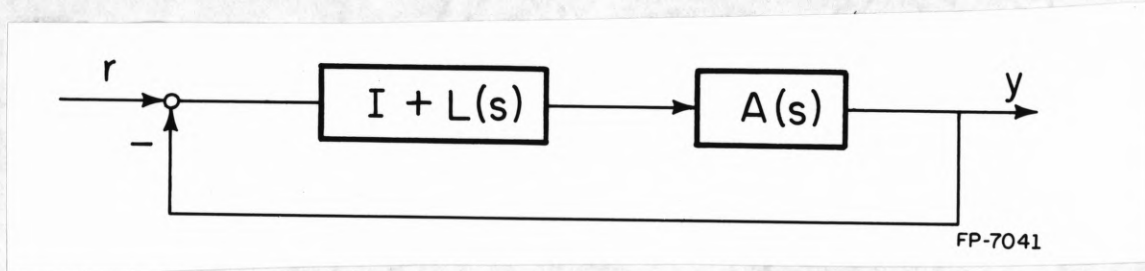 r
I + L(s)
A(s)
y
−
FP-7041